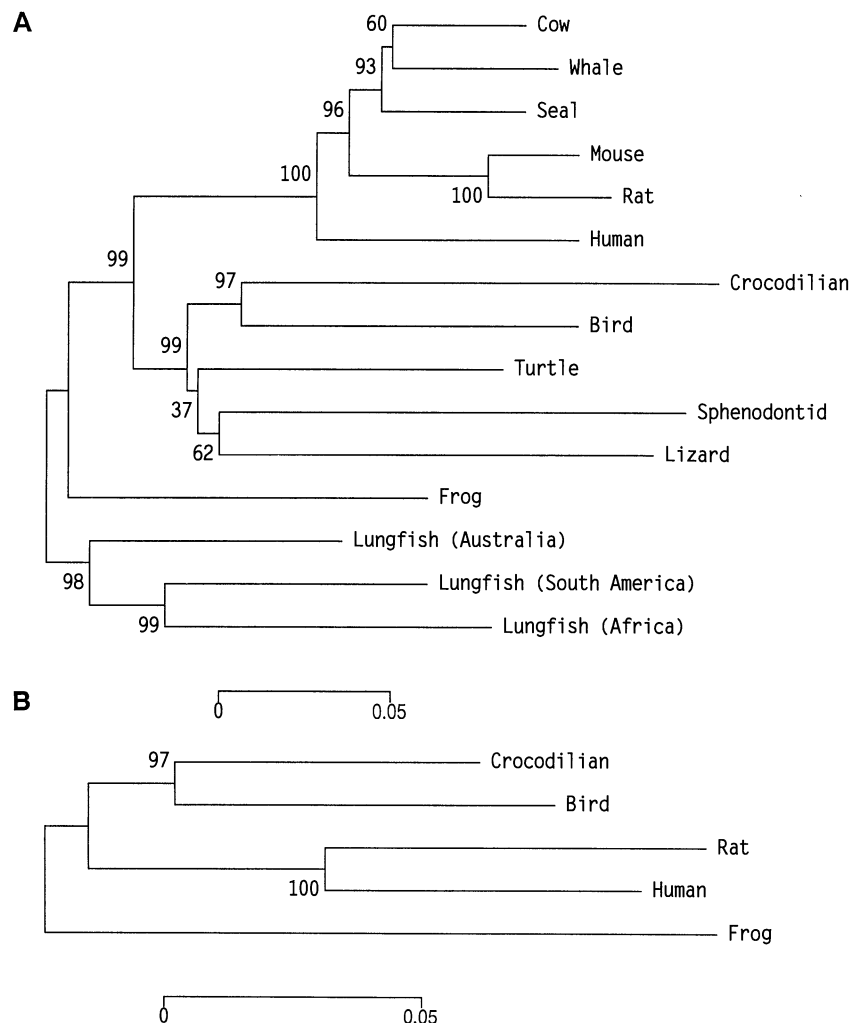 A
60
Cow
93
Whale
96
Seal
Mouse
100
100
Rat
Human
99
97
Crocodilian
Bird
99
Turtle
37
Sphenodontid
62
Lizard
Frog
Lungfish (Australia)
98
Lungfish (South America)
99
Lungfish (Africa)
0 0.05
B
97
Crocodilian
Bird
Rat
100
Human
Frog
0 0.05